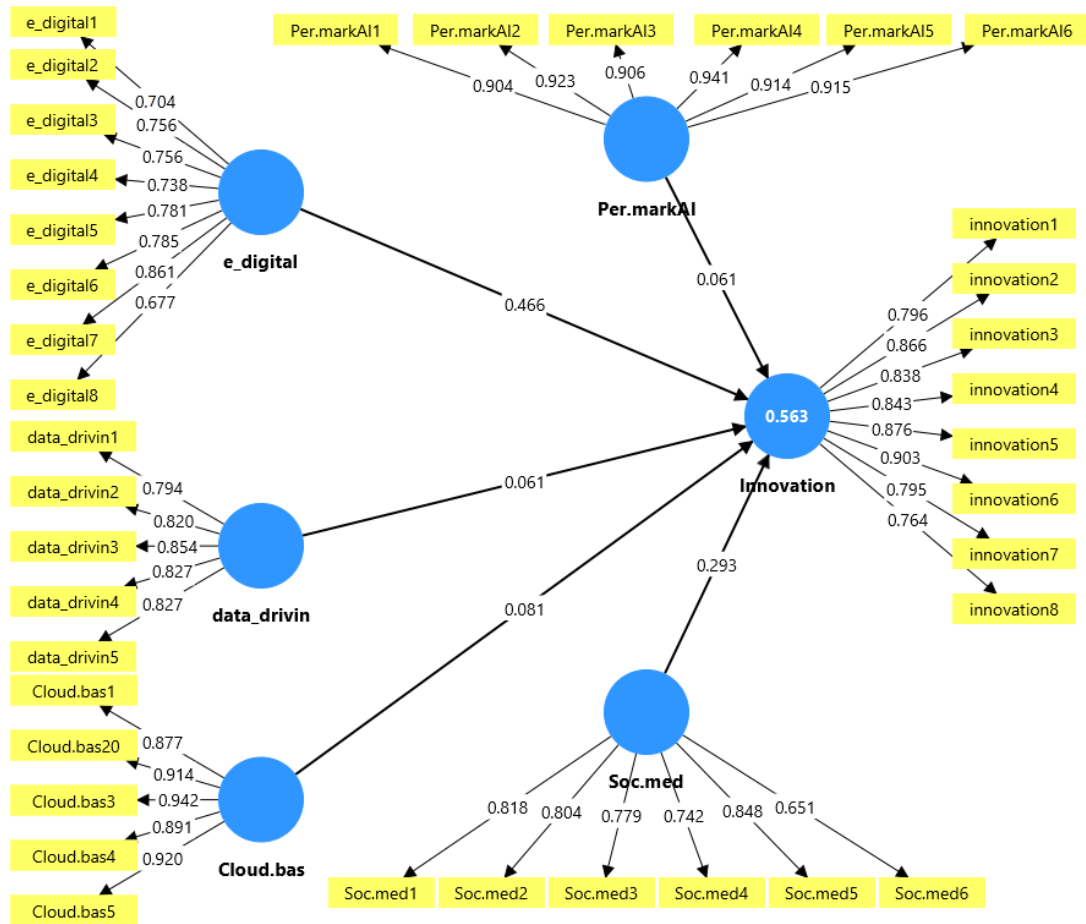 e_digital1
e_digital2
e_digital3
e_digital4
e_digital5
e_digital6
e_digital7
e_digital8
0.704
0.756
0.756
0.738
0.781
0.785
0.861
0.677
e_digital
Per.markAI1
Per.markAI2
Per.markAI3
Per.markAI4
Per.markAI5
Per.markAI6
0.904
0.923
0.906
0.941
0.914
0.915
Per.markAI
0.466
0.061
0.061
0.081
0.293
0.563
Innovation
0.796
0.866
0.838
0.843
0.876
0.903
0.795
0.764
innovation1
innovation2
innovation3
innovation4
innovation5
innovation6
innovation7
innovation8
data_drivin1
data_drivin2
data_drivin3
data_drivin4
data_drivin5
0.794
0.820
0.854
0.827
0.827
data_drivin
Cloud.bas1
Cloud.bas20
Cloud.bas3
Cloud.bas4
Cloud.bas5
0.877
0.914
0.942
0.891
0.920
Cloud.bas
Soc.med
0.818
0.804
0.779
0.742
0.848
0.651
Soc.med1
Soc.med2
Soc.med3
Soc.med4
Soc.med5
Soc.med6